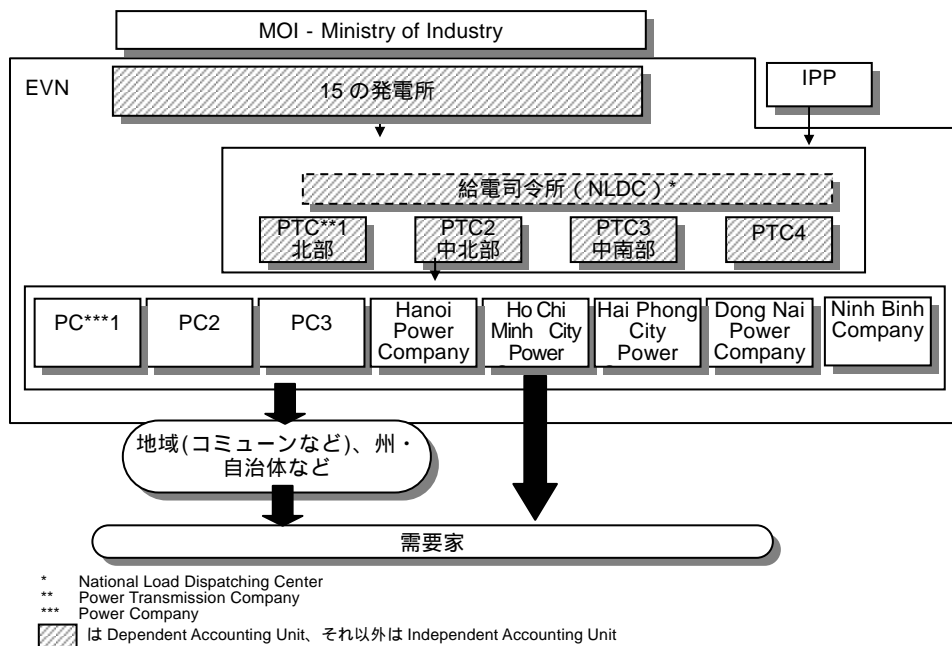 MOI - Ministry of Industry
EVN
15 の発電所
IPP
給電司令所 ( NLDC ) *
PTC**1
北部
PTC2
中北部
PTC3
中南部
PTC4
PC***1
PC2
PC3
Hanoi
Power
Company
Ho Chi
Minh City
Power
Hai Phong
City
Power
Dong Nai
Power
Company
Ninh Binh
Company
地域(コミューンなど)、州・
自治体など
需要家
* National Load Dispatching Center
** Power Transmission Company
*** Power Company
は Dependent Accounting Unit、それ以外は Independent Accounting Unit